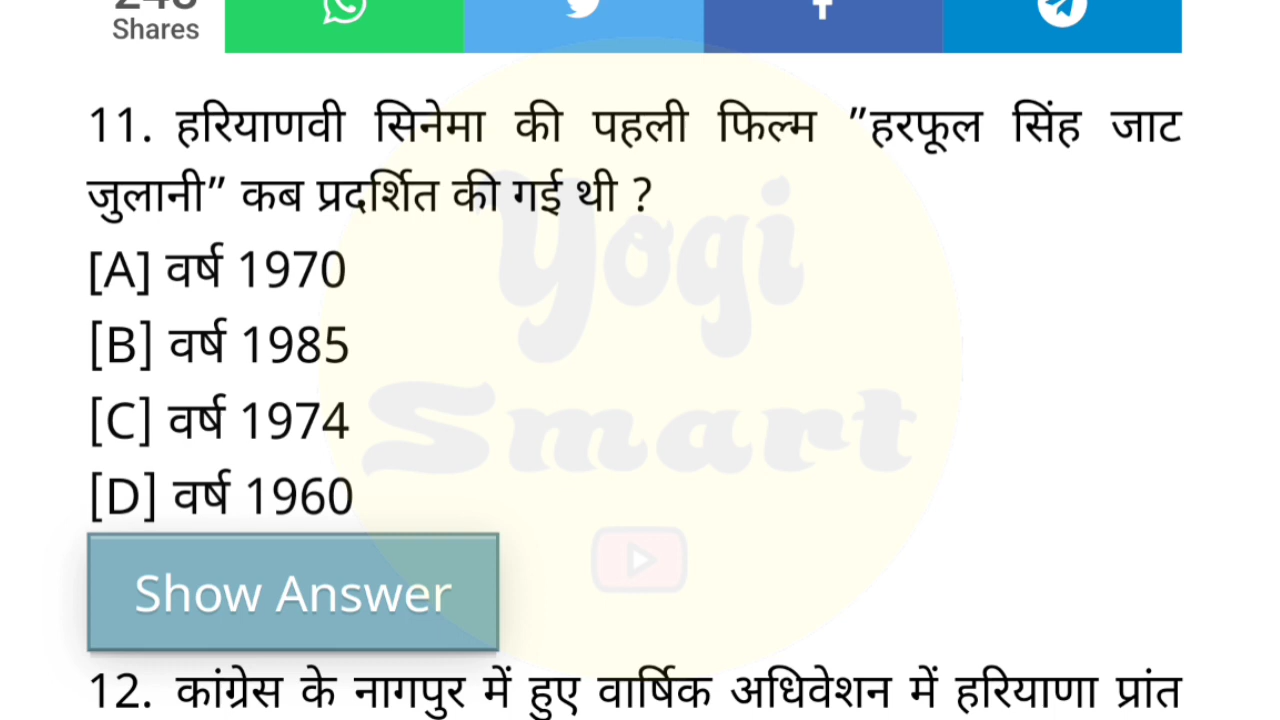 Shares
11. हरियाणवी सिनेमा की पहली फिल्म ”हरफूल सिंह जाट
जुलानी” कब प्रदर्शित की गई थी ?
[A] वर्ष 1970
[B] वर्ष 1985
[C] वर्ष 1974
[D] वर्ष 1960
Yogi
Smart
Show Answer
12. कांग्रेस के नागपुर में हुए वार्षिक अधिवेशन में हरियाणा प्रांत